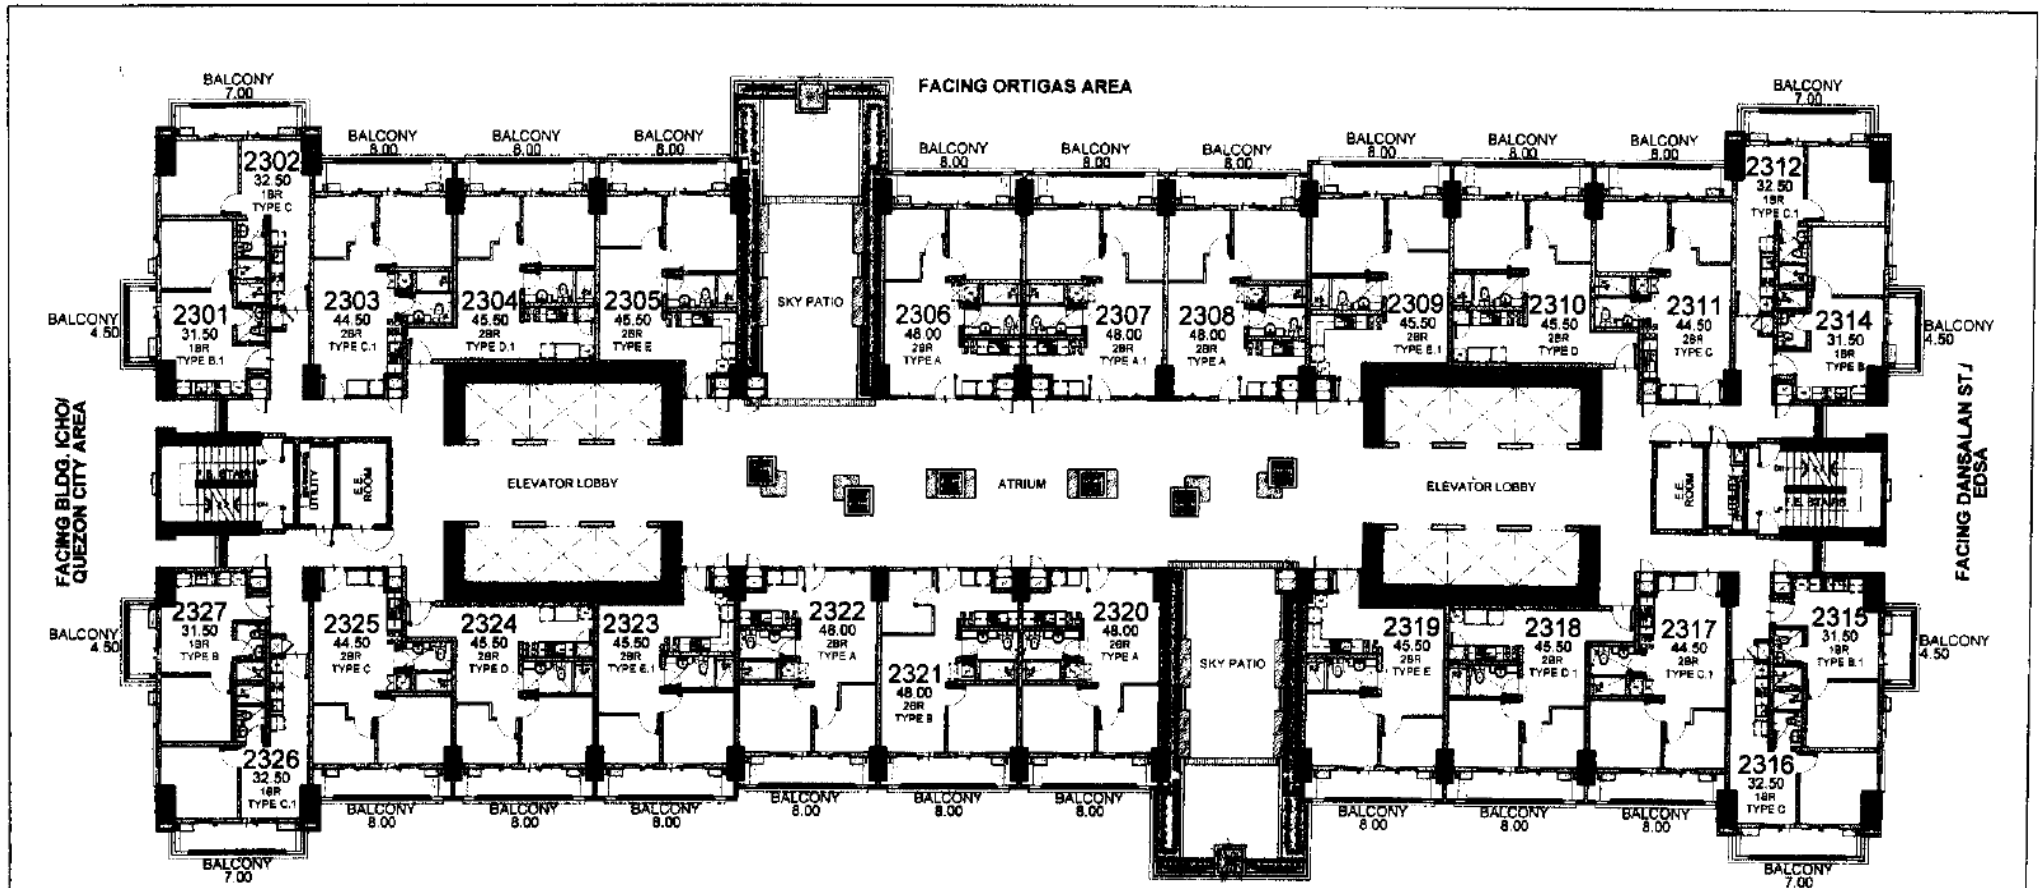 FACING ORTIGAS AREA
BALCONY
7.00
BALCONY
8.00
BALCONY
8.00
BALCONY
8.00
BALCONY
8.00
BALCONY
8.00
BALCONY
8.00
BALCONY
8.00
BALCONY
8.00
BALCONY
8.00
BALCONY
7.00
2302
32.50
1BR
TYPE C
2312
32.50
1BR
TYPE C.1
2301
31.50
1BR
TYPE B.1
2303
44.50
2BR
TYPE C.1
2304
45.50
2BR
TYPE D.1
2305
45.50
2BR
TYPE E
SKY PATIO
2306
48.00
2BR
TYPE A
2307
48.00
2BR
TYPE A.1
2308
48.00
2BR
TYPE A
2309
45.50
2BR
TYPE E.1
2310
45.50
2BR
TYPE D
2311
44.50
2BR
TYPE C
2314
31.50
1BR
TYPE B
BALCONY
4.50
BALCONY
4.50
FACING BLDG. ICHO/
QUEZON CITY AREA
F.E. STAIRS
UP
DN
UTILITY
E.E.
ROOM
ELEVATOR LOBBY
ATRIUM
ELEVATOR LOBBY
E.E.
ROOM
DN
UP
F.E. STAIRS
FACING DANSALAN ST./
EDSA
2327
31.50
1BR
TYPE B
BALCONY
4.50
2325
44.50
2BR
TYPE C
2324
45.50
2BR
TYPE D
2323
45.50
2BR
TYPE E.1
2322
48.00
2BR
TYPE A
2321
48.00
2BR
TYPE B
2320
48.00
2BR
TYPE A
SKY PATIO
2319
45.50
2BR
TYPE E
2318
45.50
2BR
TYPE D.1
2317
44.50
2BR
TYPE C.1
2315
31.50
1BR
TYPE B.1
BALCONY
4.50
2326
32.50
1BR
TYPE C.1
2316
32.50
1BR
TYPE C
BALCONY
7.00
BALCONY
8.00
BALCONY
8.00
BALCONY
8.00
BALCONY
8.00
BALCONY
8.00
BALCONY
8.00
BALCONY
8.00
BALCONY
8.00
BALCONY
8.00
BALCONY
7.00